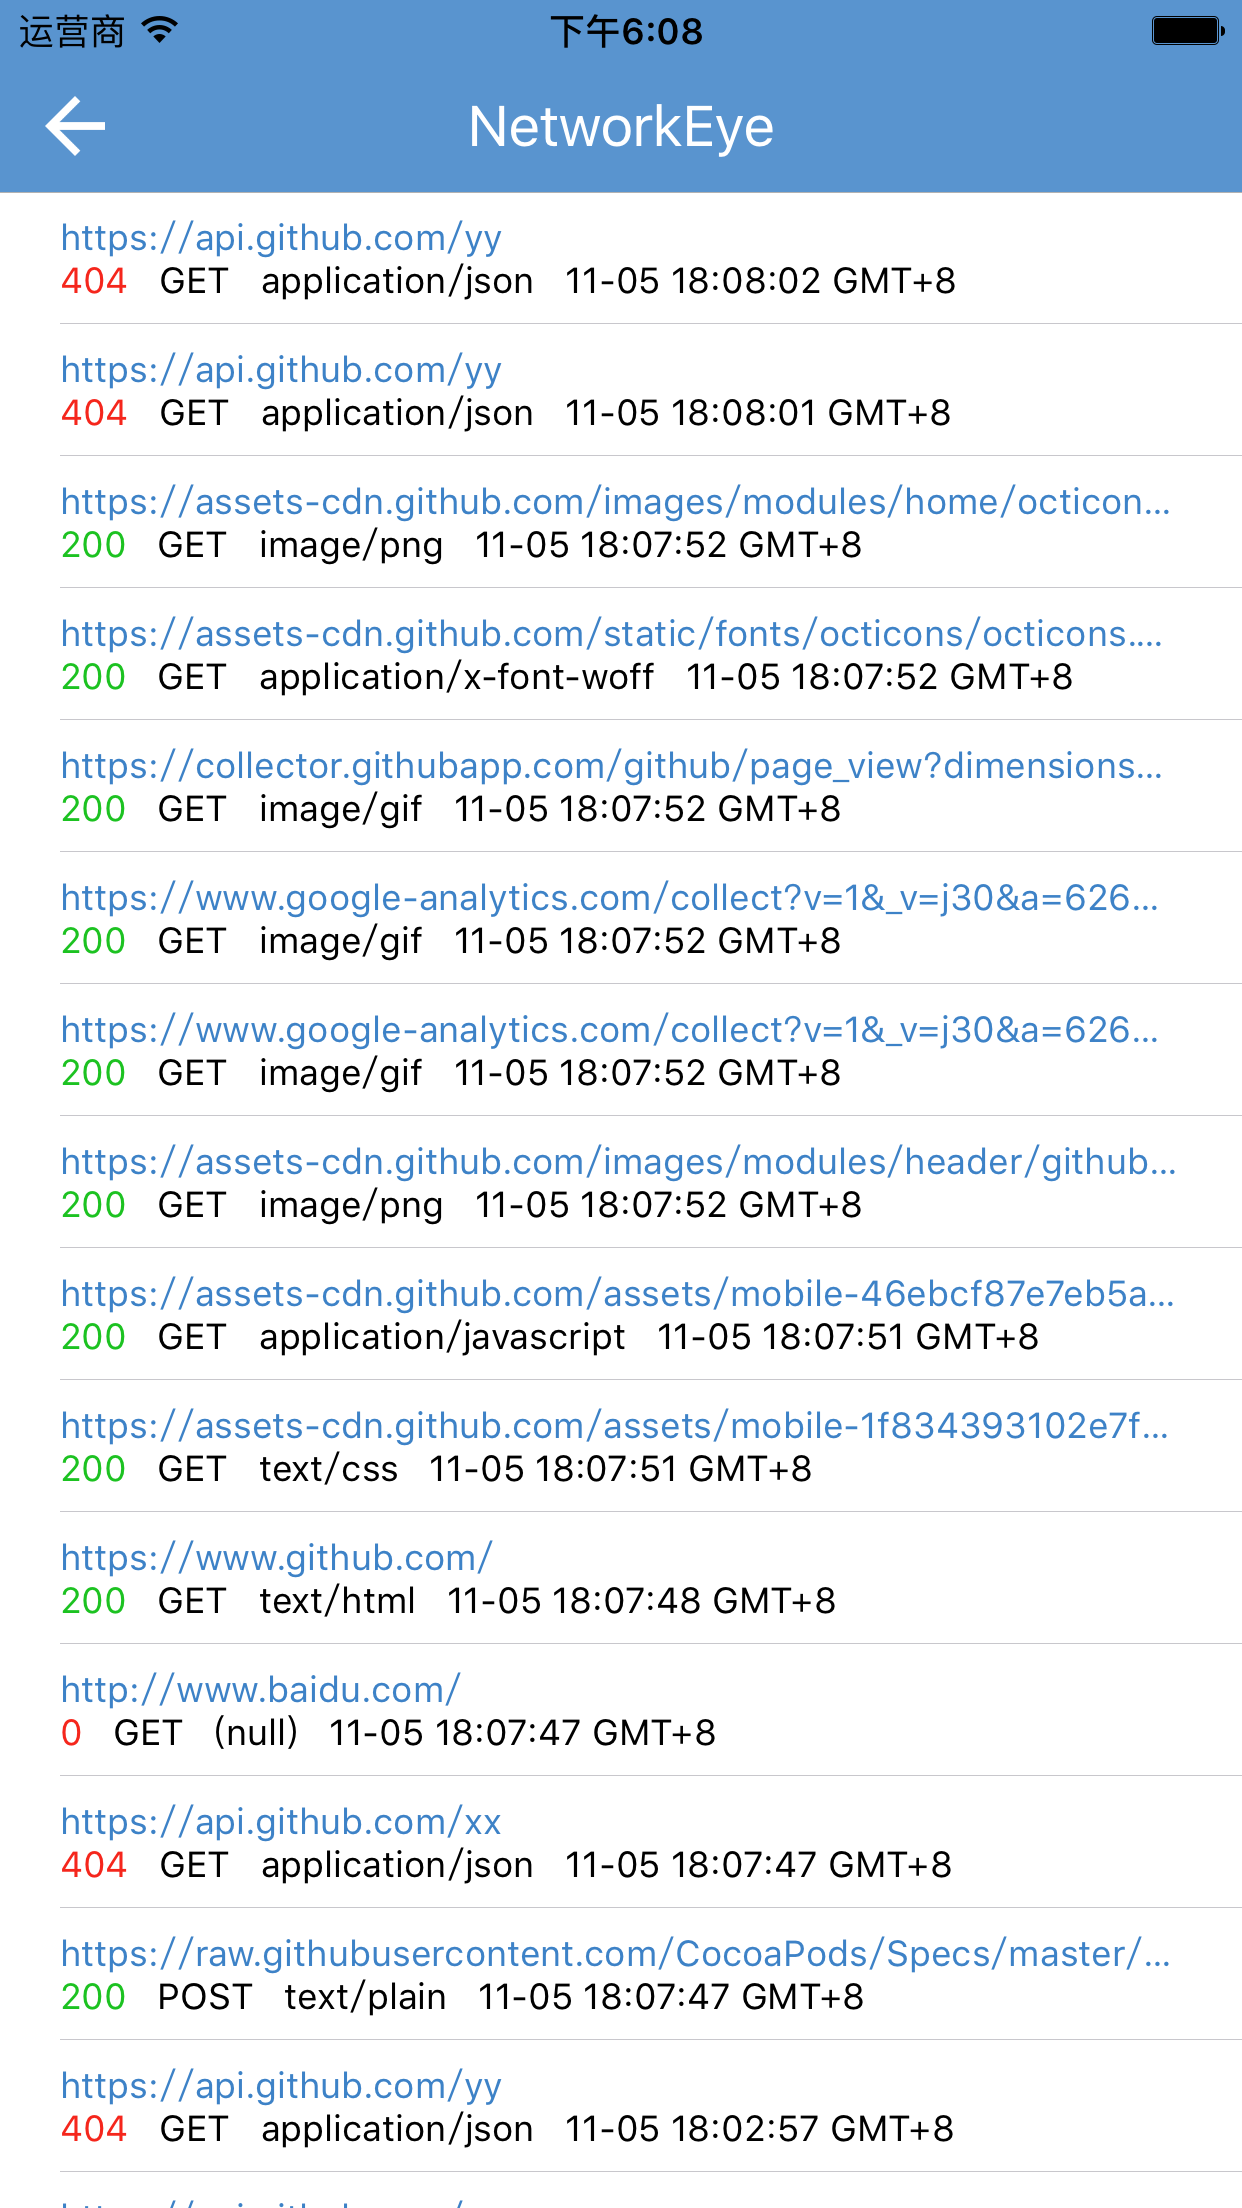 运营商 下午6:08
NetworkEye
https://api.github.com/yy
404 GET application/json 11-05 18:08:02 GMT+8
https://api.github.com/yy
404 GET application/json 11-05 18:08:01 GMT+8
https://assets-cdn.github.com/images/modules/home/octicon...
200 GET image/png 11-05 18:07:52 GMT+8
https://assets-cdn.github.com/static/fonts/octicons/octicons....
200 GET application/x-font-woff 11-05 18:07:52 GMT+8
https://collector.githubapp.com/github/page_view?dimensions...
200 GET image/gif 11-05 18:07:52 GMT+8
https://www.google-analytics.com/collect?v=1&_v=j30&a=626...
200 GET image/gif 11-05 18:07:52 GMT+8
https://www.google-analytics.com/collect?v=1&_v=j30&a=626...
200 GET image/gif 11-05 18:07:52 GMT+8
https://assets-cdn.github.com/images/modules/header/github...
200 GET image/png 11-05 18:07:52 GMT+8
https://assets-cdn.github.com/assets/mobile-46ebcf87e7eb5a...
200 GET application/javascript 11-05 18:07:51 GMT+8
https://assets-cdn.github.com/assets/mobile-1f834393102e7f...
200 GET text/css 11-05 18:07:51 GMT+8
https://www.github.com/
200 GET text/html 11-05 18:07:48 GMT+8
http://www.baidu.com/
0 GET (null) 11-05 18:07:47 GMT+8
https://api.github.com/xx
404 GET application/json 11-05 18:07:47 GMT+8
https://raw.githubusercontent.com/CocoaPods/Specs/master/...
200 POST text/plain 11-05 18:07:47 GMT+8
https://api.github.com/yy
404 GET application/json 11-05 18:02:57 GMT+8